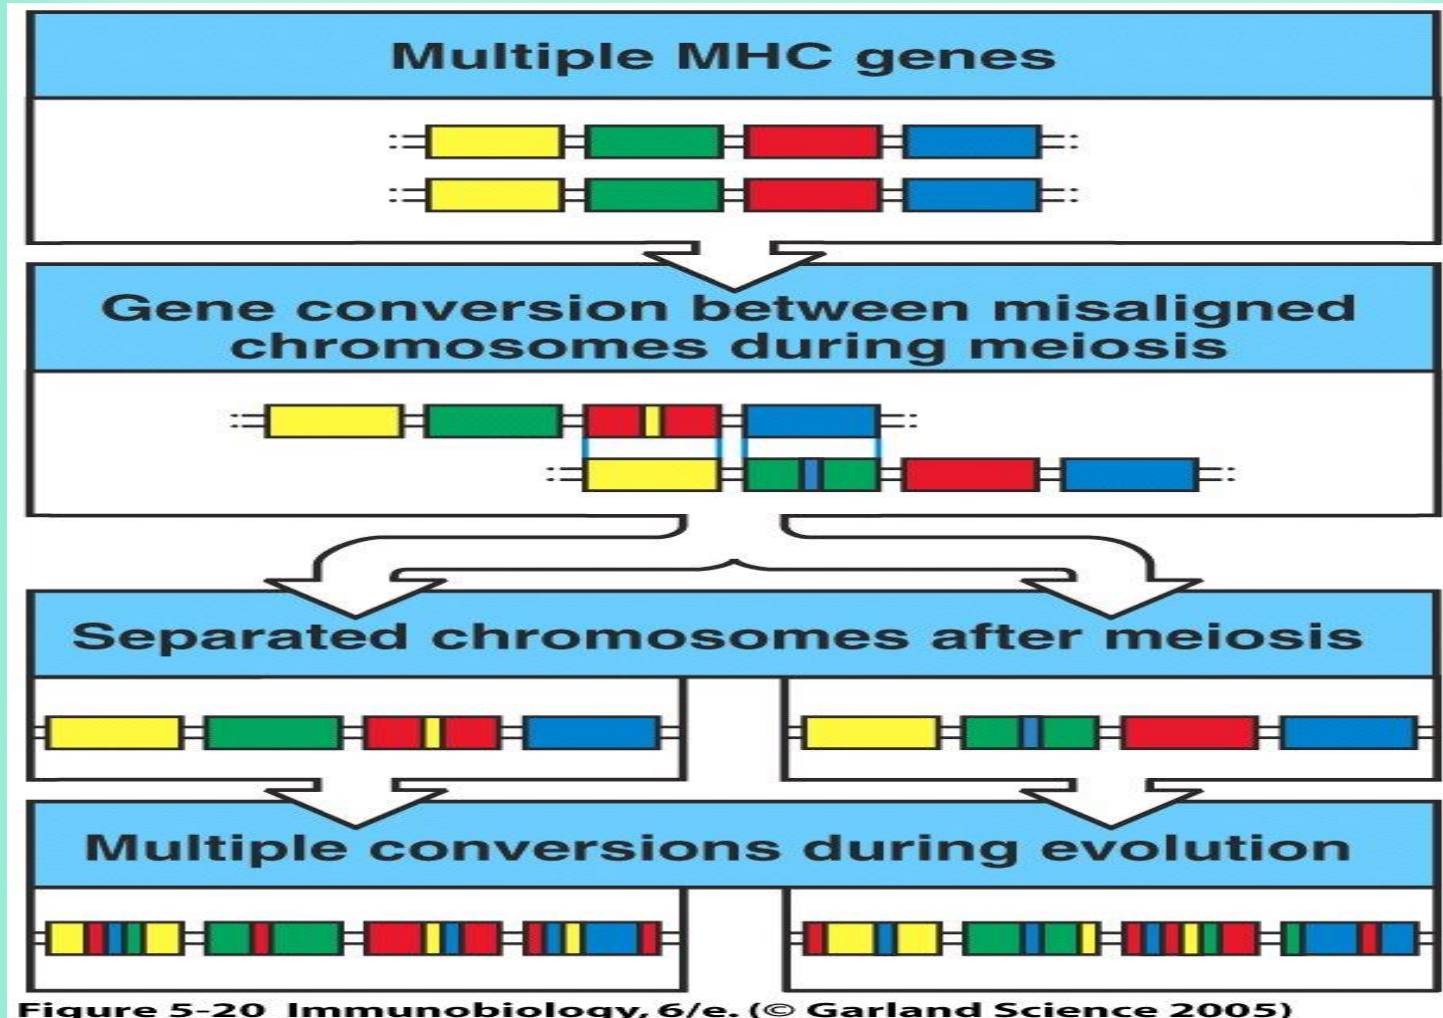 Multiple MHC genes
Gene conversion between misaligned
chromosomes during meiosis
Separated chromosomes after meiosis
Multiple conversions during evolution
Figure 5-20 Immunobiology, 6/e. (© Garland Science 2005)